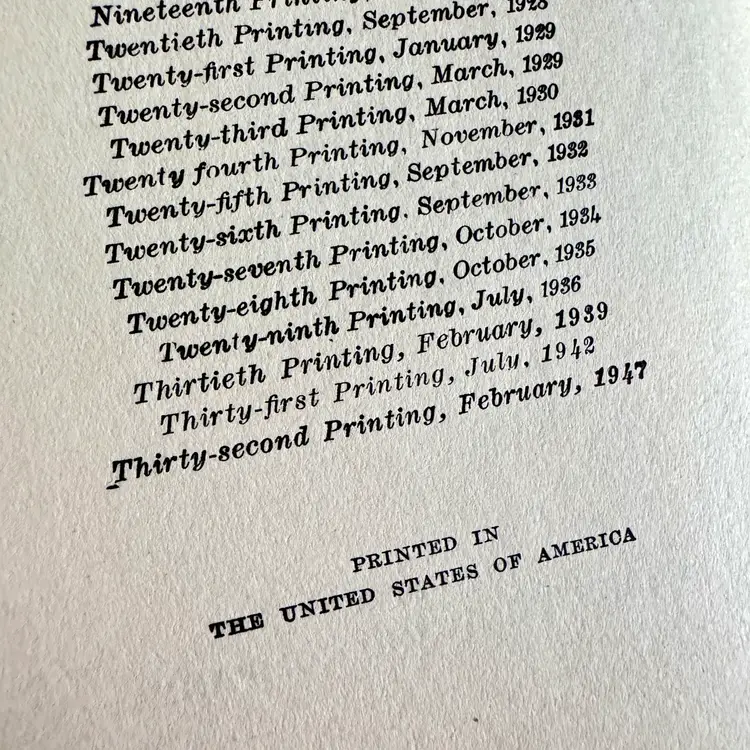 Nineteenth Printing,
Twentieth Printing, September, 1928
Twenty-first Printing, January, 1929
Twenty-second Printing, March, 1929
Twenty-third Printing, March, 1930
Twenty fourth Printing, November, 1931
Twenty-fifth Printing, September, 1932
Twenty-sixth Printing. September, 1933
Twenty-seventh Printing, October, 1934
Twenty-eighth Printing. October, 1935
Twenty-ninth Printing, July, 1936
Thirtieth Printing, February, 1939
Thirty-first Printing, July. 1942
Thirty-second Printing, February, 1947
PRINTED IN
THE UNITED STATES OF AMERICA